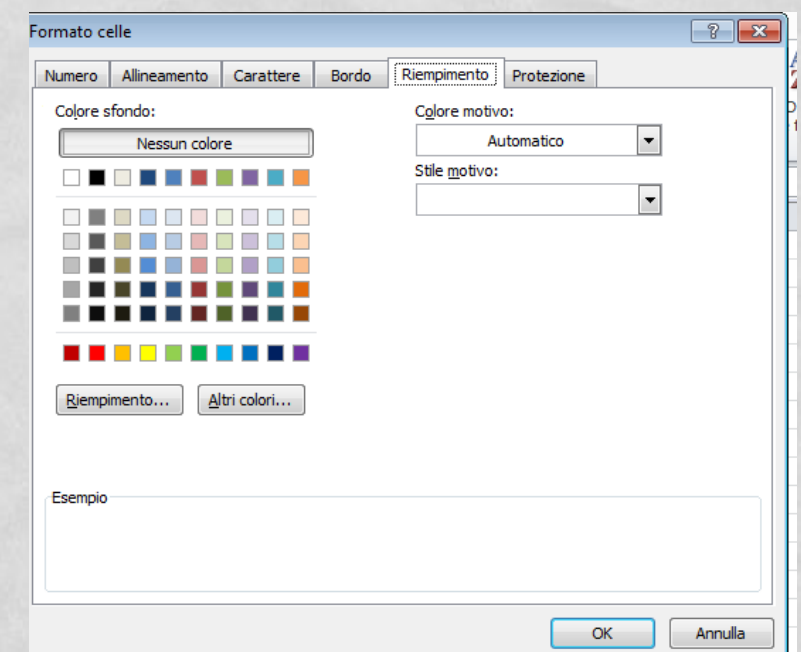 Formato celle
Numero Allineamento Carattere Bordo Riempimento Protezione
Colore sfondo:
Nessun colore
Colore motivo:
Automatico
Stile motivo:
Riempimento... Altri colori...
Esempio
OK Annulla